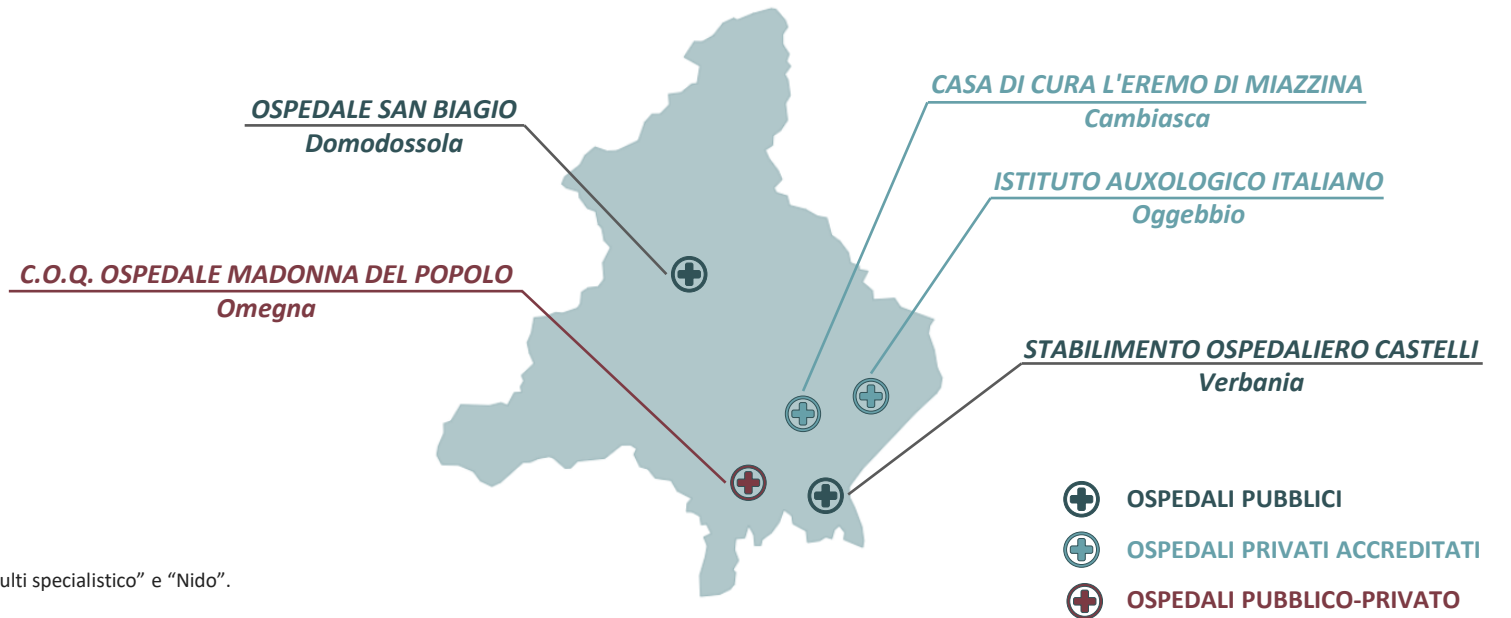 CASA DI CURA L'EREMO DI MIAZZINA
Cambiasca
OSPEDALE SAN BIAGIO
Domodossola
ISTITUTO AUXOLOGICO ITALIANO
Oggebbio
C.O.Q. OSPEDALE MADONNA DEL POPOLO
Omegna
STABILIMENTO OSPEDALIERO CASTELLI
Verbania
OSPEDALI PUBBLICI
OSPEDALI PRIVATI ACCREDITATI
OSPEDALI PUBBLICO-PRIVATO
ulti specialistico” e “Nido”.